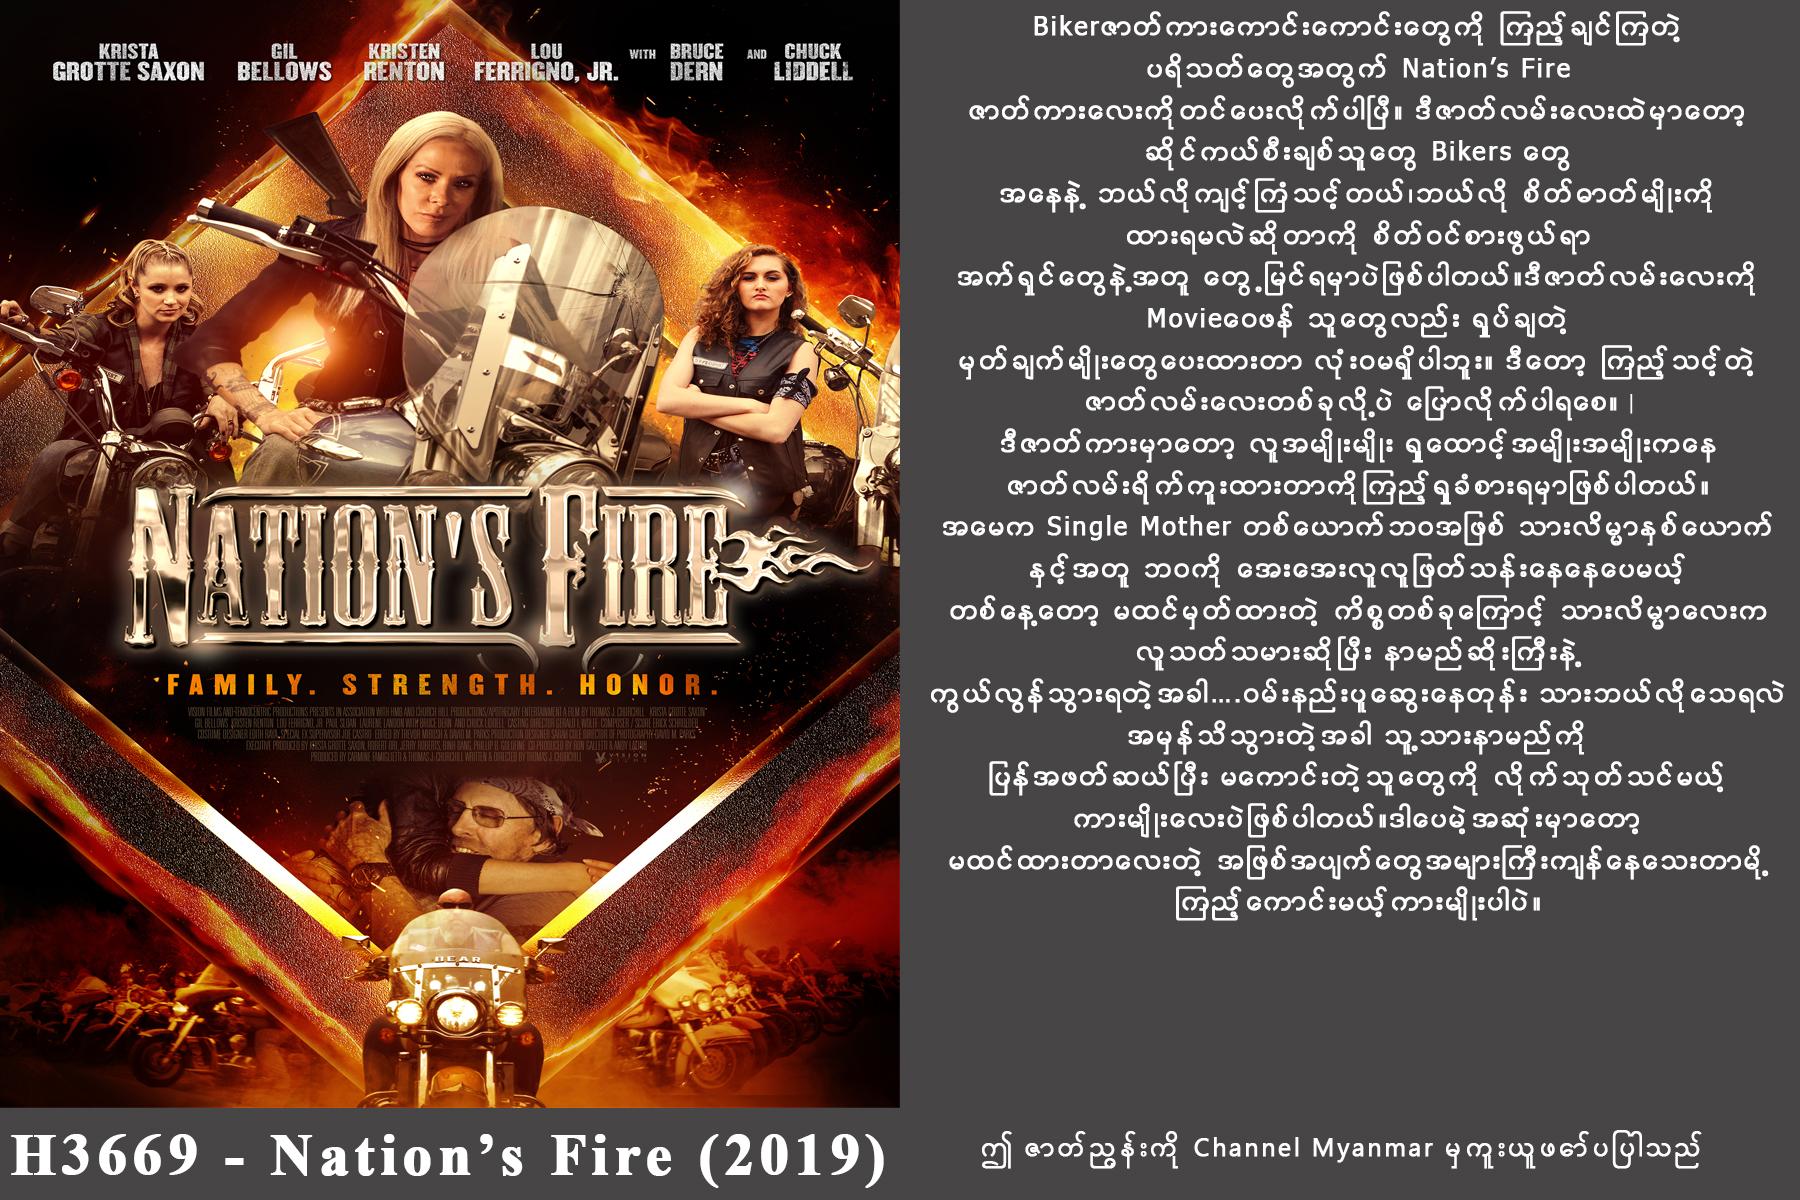 KRISTA GROTTE SAXON GIL BELLOWS KRISTEN RENTON LOU FERRIGNO, JR. WITH BRUCE DERN AND CHUCK LIDDELL
NATION'S FIRE
FAMILY. STRENGTH. HONOR.
BEAR
H3669 - Nation's Fire (2019)
Bikerဇာတ်ကားကောင်းကောင်းတွေကို ကြည့်ချင်ကြတဲ့
ပရိသတ်တွေအတွက် Nation's Fire
ဇာတ်ကားလေးကိုတင်ပေးလိုက်ပါပြီ။ ဒီဇာတ်လမ်းလေးထဲမှာတော့
ဆိုင်ကယ်စီးချစ်သူတွေ Bikers တွေ
အနေနဲ့ ဘယ်လိုကျင့်ကြံသင့်တယ်၊ဘယ်လို စိတ်ဓာတ်မျိုးကို
ထားရမလဲဆိုတာကို စိတ်ဝင်စားဖွယ်ရာ
အက်ရှင်တွေနဲ့အတူ တွေ့မြင်ရမှာပဲဖြစ်ပါတယ်။ဒီဇာတ်လမ်းလေးကို
Movieဝေဖန် သူတွေလည်း ရှုပ်ချတဲ့
မှတ်ချက်မျိုးတွေပေးထားတာ လုံးဝမရှိပါဘူး။ ဒီတော့ ကြည့်သင့်တဲ့
ဇာတ်လမ်းလေးတစ်ခုလို့ပဲ ပြောလိုက်ပါရစေ။ |
ဒီဇာတ်ကားမှာတော့ လူအမျိုးမျိုး ရှုထောင့်အမျိုးအမျိုးကနေ
ဇာတ်လမ်းရိုက်ကူးထားတာကိုကြည့်ရှုခံစားရမှာဖြစ်ပါတယ်။
အမေက Single Mother တစ်ယောက်ဘဝအဖြစ် သားလိမ္မာနှစ်ယောက်
နှင့်အတူ ဘဝကို အေးအေးလူလူဖြတ်သန်းနေနေပေမယ့်
တစ်နေ့တော့ မထင်မှတ်ထားတဲ့ ကိစ္စတစ်ခုကြောင့် သားလိမ္မာလေးက
လူသတ်သမားဆိုပြီး နာမည်ဆိုးကြီးနဲ့
ကွယ်လွန်သွားရတဲ့အခါ....ဝမ်းနည်းပူဆွေးနေတုန်း သားဘယ်လိုသေရလဲ
အမှန်သိသွားတဲ့အခါ သူ့သားနာမည်ကို
ပြန်အဖတ်ဆယ်ပြီး မကောင်းတဲ့သူတွေကို လိုက်သုတ်သင်မယ့်
ကားမျိုးလေးပဲဖြစ်ပါတယ်။ဒါပေမဲ့အဆုံးမှာတော့
မထင်ထားတာလေးတဲ့ အဖြစ်အပျက်တွေအများကြီးကျန်နေသေးတာမို့
ကြည့်ကောင်းမယ့်ကားမျိုးပါပဲ။
ဤ ဇာတ်ညွှန်းကို Channel Myanmar မှကူးယူဖော်ပပြါသည်